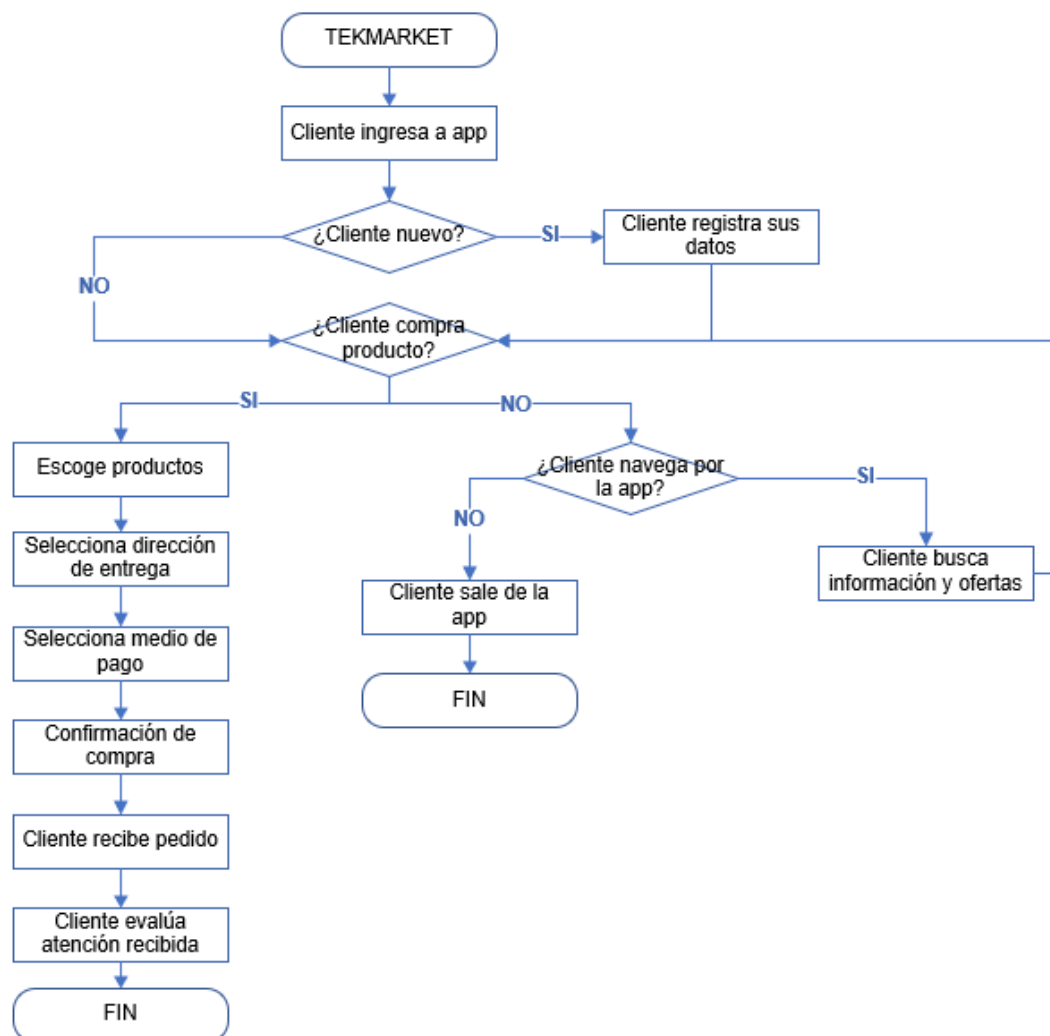 TEKMARKET
Cliente ingresa a app
¿Cliente nuevo?
SI
Cliente registra sus
datos
NO
¿Cliente compra
producto?
SI
NO
Escoge productos
¿Cliente navega por
la app?
SI
NO
Selecciona dirección
de entrega
Cliente busca
información y ofertas
Cliente sale de la
app
Selecciona medio de
pago
FIN
Confirmación de
compra
Cliente recibe pedido
Cliente evalúa
atención recibida
FIN